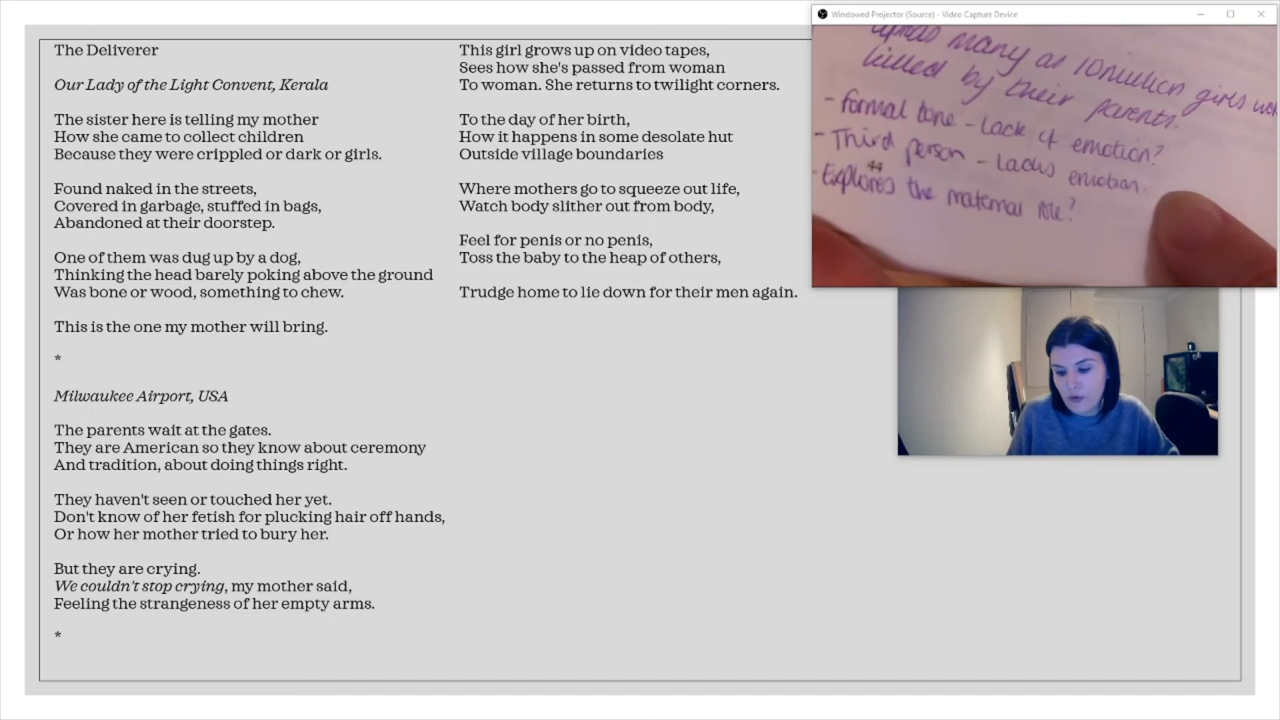 The Deliverer
Our Lady of the Light Convent, Kerala
The sister here is telling my mother
How she came to collect children
Because they were crippled or dark or girls.
Found naked in the streets,
Covered in garbage, stuffed in bags,
Abandoned at their doorstep.
One of them was dug up by a dog,
Thinking the head barely poking above the ground
Was bone or wood, something to chew.
This is the one my mother will bring.
*
Milwaukee Airport, USA
The parents wait at the gates.
They are American so they know about ceremony
And tradition, about doing things right.
They haven't seen or touched her yet.
Don't know of her fetish for plucking hair off hands,
Or how her mother tried to bury her.
But they are crying.
We couldn't stop crying, my mother said,
Feeling the strangeness of her empty arms.
*
This girl grows up on video tapes,
Sees how she's passed from woman
To woman. She returns to twilight corners.
To the day of her birth,
How it happens in some desolate hut
Outside village boundaries
Where mothers go to squeeze out life,
Watch body slither out from body,
Feel for penis or no penis,
Toss the baby to the heap of others,
Trudge home to lie down for their men again.
Windowed Projector (Source) - Video Capture Device
many as 10 million girls
killed by their parents.
- Formal tone - Lack of emotion?
- Third person - Lacks emotion.
- Explores the maternal role?